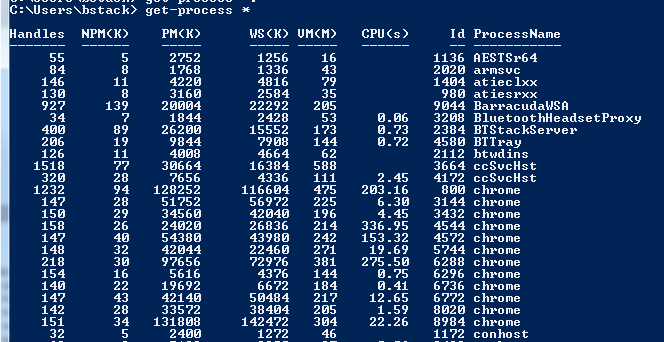 C:\Users\bstack> get-process *
Handles NPM(K) PM(K) WS(K) VM(M) CPU(s) Id ProcessName
55 5 2752 1256 16 1136 AESTSr64
84 8 1768 1336 43 2020 armsvc
146 11 4220 4816 79 1404 atieclxx
130 8 3160 2584 35 980 atiesrxx
927 139 20004 22292 205 9044 BarracudaWSA
34 7 1844 2428 53 0.06 3208 BluetoothHeadsetProxy
400 89 26200 15552 173 0.73 2384 BTStackServer
206 19 9844 7908 144 0.72 4580 BTTray
126 11 4008 4664 62 2112 btwdins
1518 77 30664 16384 588 3664 ccSvcHst
320 28 7656 4336 111 2.45 4172 ccSvcHst
1232 94 128252 116604 475 203.16 800 chrome
147 28 51752 56972 225 6.30 3144 chrome
150 29 34560 42040 196 4.45 3432 chrome
158 26 24020 26836 214 336.95 4544 chrome
147 40 54380 43980 242 153.32 4572 chrome
148 32 42044 22460 271 19.69 5744 chrome
218 30 97656 72976 381 275.50 6288 chrome
154 16 5616 4376 144 0.75 6296 chrome
140 22 19692 6672 184 0.41 6736 chrome
147 43 42140 50484 217 12.65 6772 chrome
142 28 33572 38404 205 1.59 8020 chrome
151 34 131808 142472 304 22.26 8984 chrome
32 5 2400 1272 46 1172 conhost